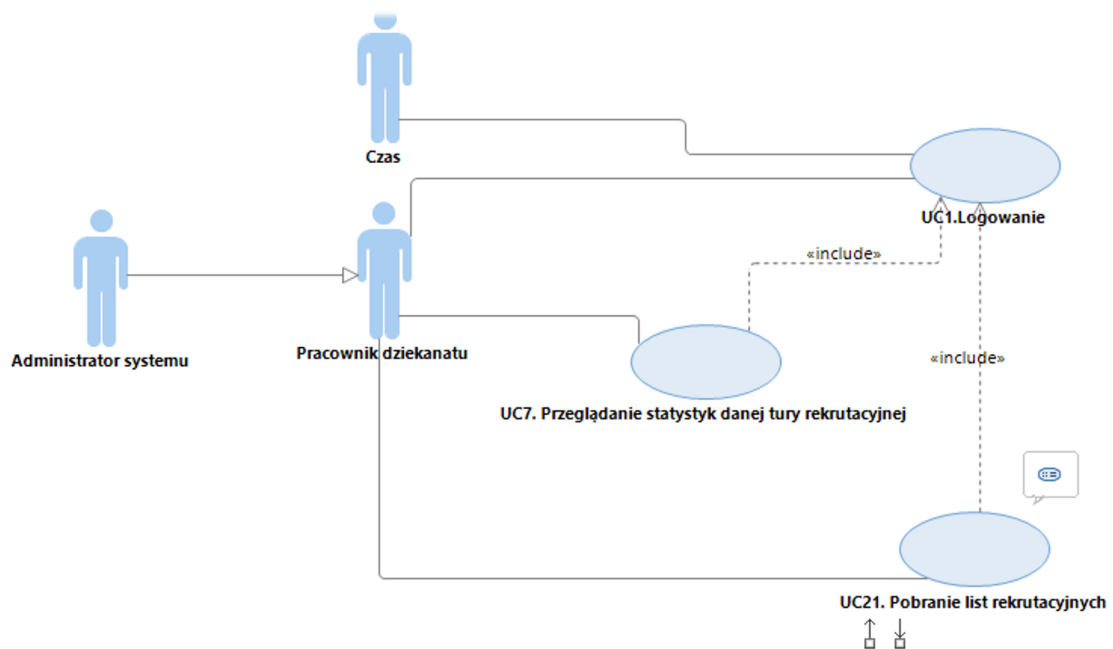 Czas
UC1.Logowanie
«include»
Administrator systemu
Pracownik dziekanatu
«include»
UC7. Przeglądanie statystyk danej tury rekrutacyjnej
UC21. Pobranie list rekrutacyjnych